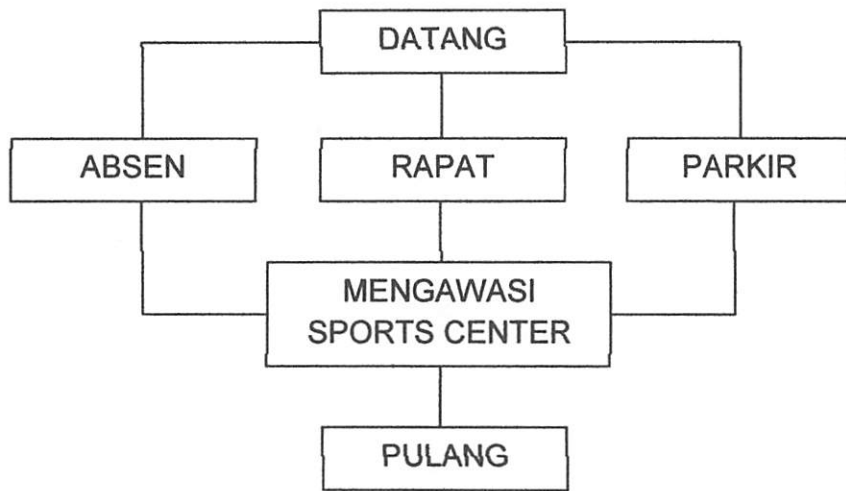 DATANG
ABSEN
RAPAT
PARKIR
MENGAWASI
SPORTS CENTER
PULANG